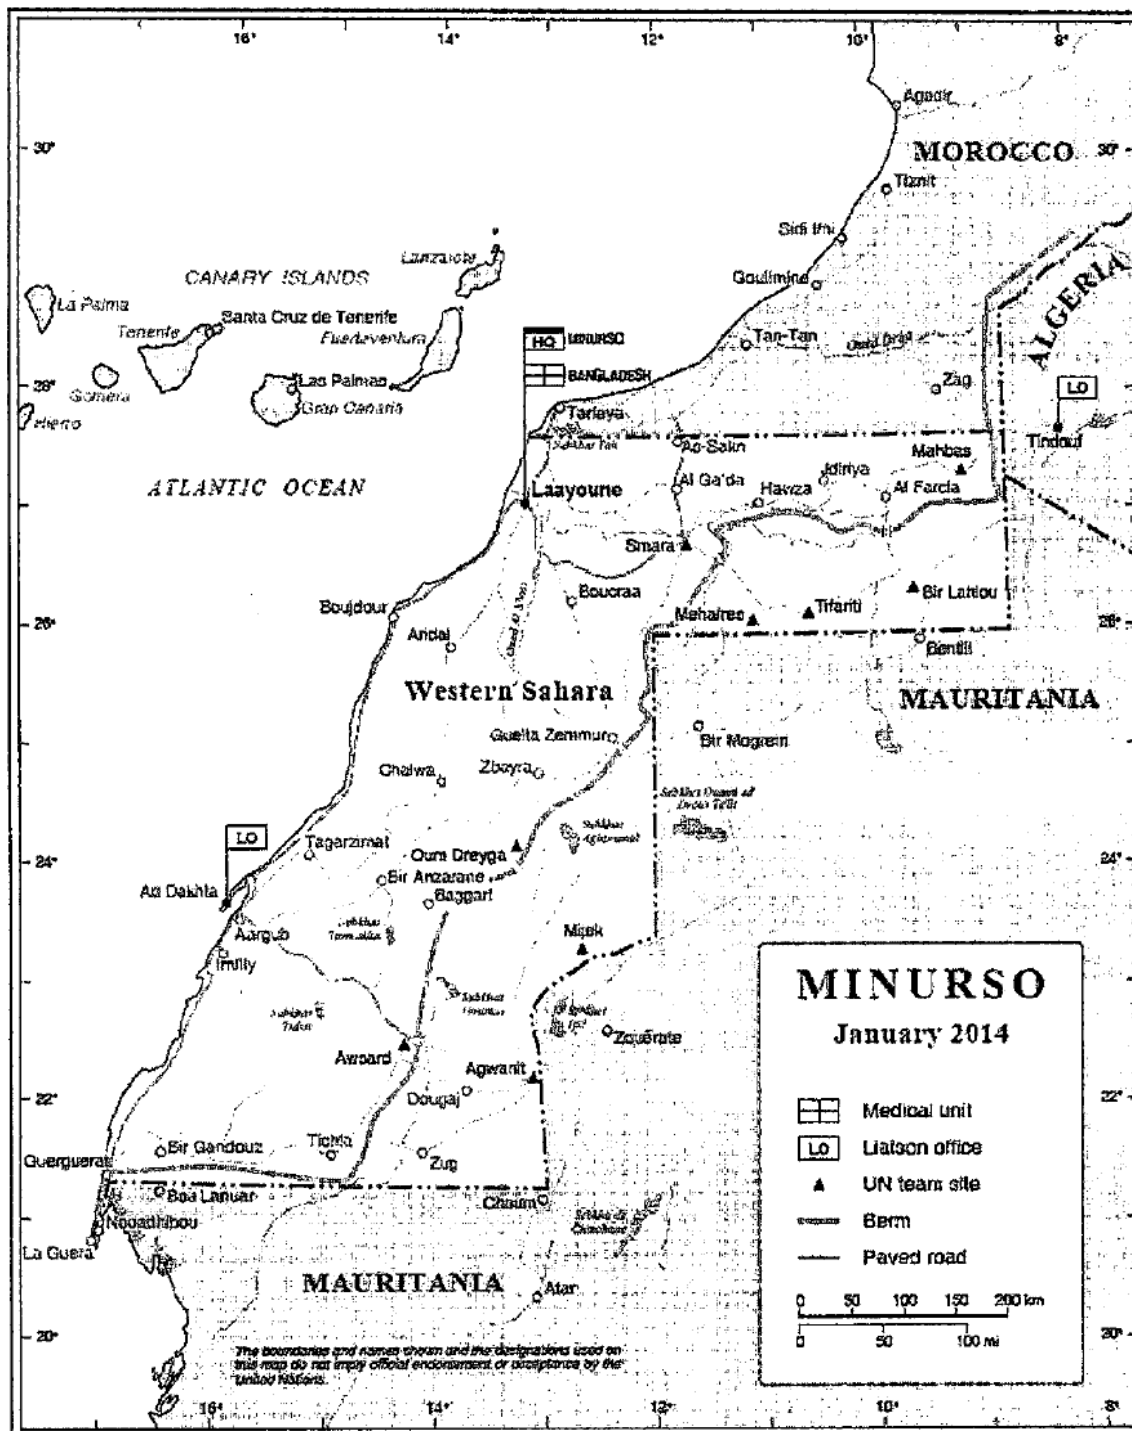 16° 14° 12° 10° 8°
Agadir
30° MOROCCO 30°
Tiznit
Sidi Ifni
Lanzarote
CANARY ISLANDS
Goulimine
ALGERIA
La Palma
Santa Cruz de Tenerife
Tenerife
Fuerteventura
HQ MINURSO
Tan-Tan
BANGLADESH
Las Palmas
28°
Zag
LO
Gomera
Gran Canaria
Hierro
Tarfaya
Tindouf
As-Sakn
Mahbas
ATLANTIC OCEAN
Laayoune
Al Ga'da
Jdiriya
Hawza
Al Farcia
Smara
Boucraa
Bir Lahlou
Boujdour
Tifariti
Mehaires
26° 26°
Aridal
Bentili
Western Sahara
MAURITANIA
Guelta Zemmur
Bir Mogrein
Chalwa
Zbayra
LO
Tagarzimat
Oum Dreyga
24° 24°
Ad Dakhla
Bir Anzarane
Baggari
Aargub
Mijek
Imlily
MINURSO
January 2014
Zouérate
Awsard
Agwanit
Dougaj
22° 22°
Medical unit
Bir Gandouz
Tichla
Zug
LO Liaison office
Guerguerat
UN team site
Boû Lanuar
Choum
Nouadhibou
Berm
La Guera
Paved road
MAURITANIA
Atar
0 50 100 150 200 km
0 50 100 mi
20° 20°
The boundaries and names shown and the designations used on
this map do not imply official endorsement or acceptance by the
United Nations.
16° 14° 12° 10° 8°